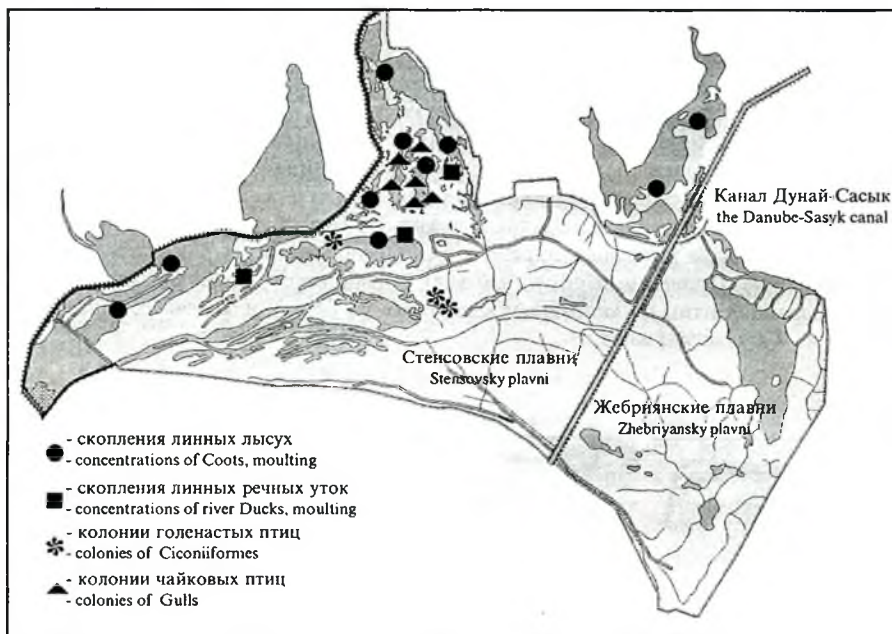 Канал Дунай-Сасык
the Danube-Sasyk canal
Стенсовские плавни
Stensovsky plavni
Жебриянские плавни
Zhebriyansky plavni
- скопления линных лысух
- concentrations of Coots, moulting
- скопления линных речных уток
- concentrations of river Ducks, moulting
- колонии голенастых птиц
- colonies of Ciconiiformes
- колонии чайковых птиц
- colonies of Gulls